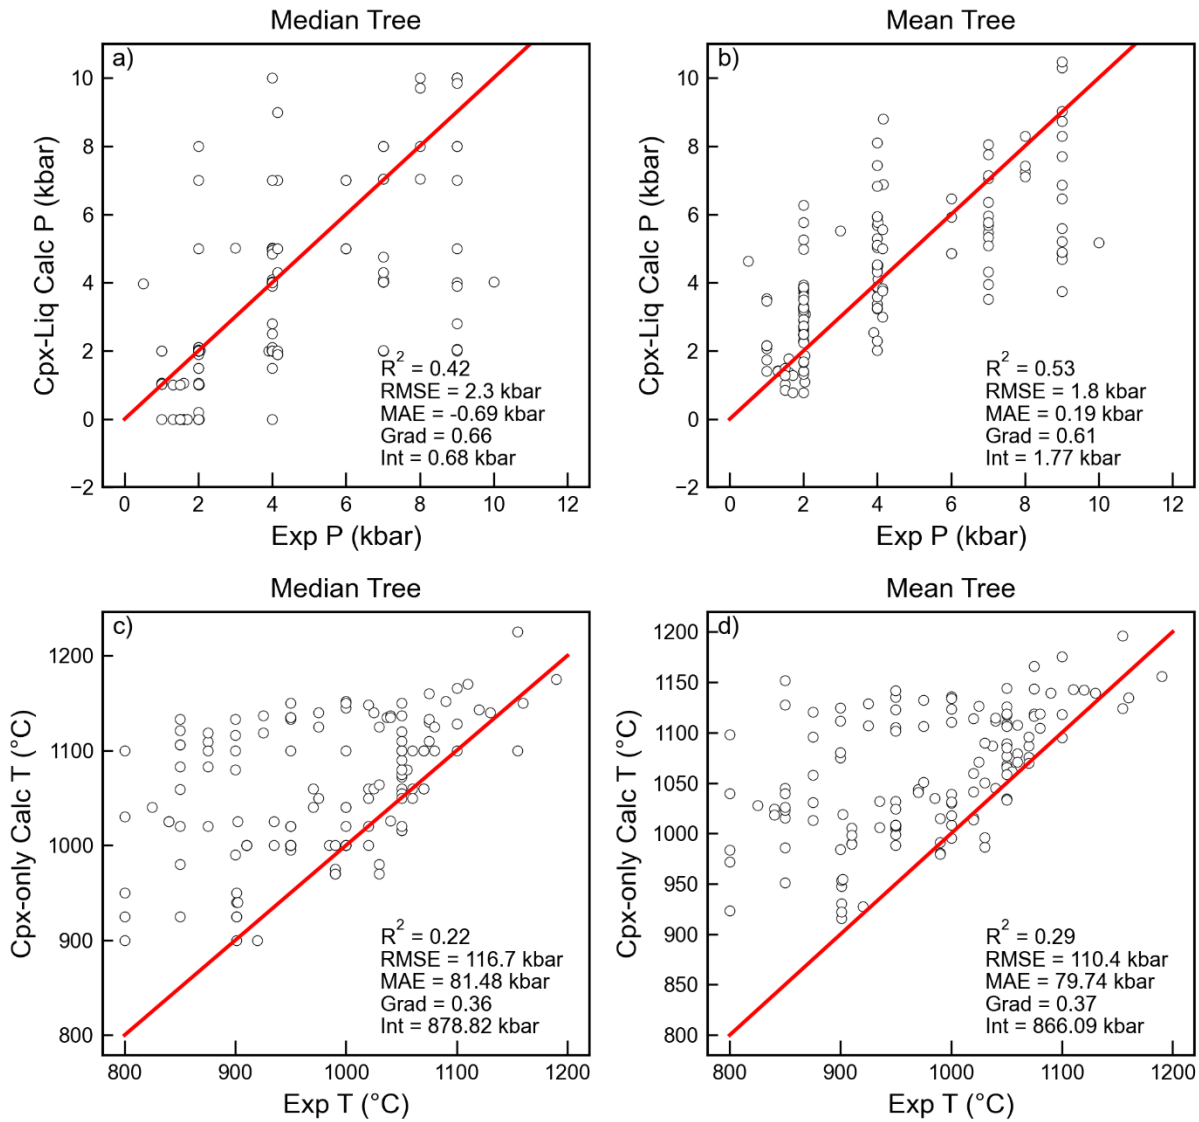 Median Tree
a)
10
8
6
4
2
0
−2
Cpx-Liq Calc P (kbar)
R² = 0.42
RMSE = 2.3 kbar
MAE = -0.69 kbar
Grad = 0.66
Int = 0.68 kbar
0 2 4 6 8 10 12
Exp P (kbar)
Mean Tree
b)
10
8
6
4
2
0
−2
Cpx-Liq Calc P (kbar)
R² = 0.53
RMSE = 1.8 kbar
MAE = 0.19 kbar
Grad = 0.61
Int = 1.77 kbar
0 2 4 6 8 10 12
Exp P (kbar)
Median Tree
c)
1200
1100
1000
900
800
Cpx-only Calc T (°C)
R² = 0.22
RMSE = 116.7 kbar
MAE = 81.48 kbar
Grad = 0.36
Int = 878.82 kbar
800 900 1000 1100 1200
Exp T (°C)
Mean Tree
d)
1200
1150
1100
1050
1000
950
900
850
800
Cpx-only Calc T (°C)
R² = 0.29
RMSE = 110.4 kbar
MAE = 79.74 kbar
Grad = 0.37
Int = 866.09 kbar
800 900 1000 1100 1200
Exp T (°C)